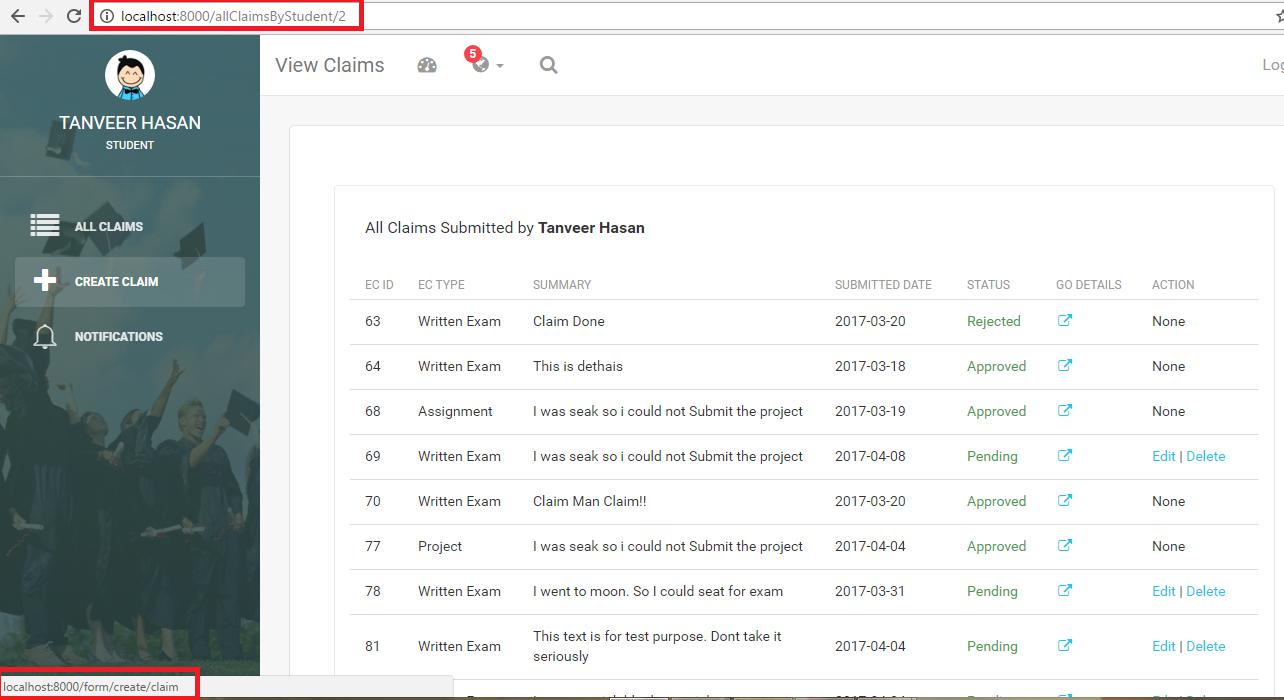 localhost:8000/allClaimsByStudent/2
View Claims 5
TANVEER HASAN
STUDENT
ALL CLAIMS
CREATE CLAIM
NOTIFICATIONS
All Claims Submitted by Tanveer Hasan
EC ID EC TYPE SUMMARY SUBMITTED DATE STATUS GO DETAILS ACTION
63 Written Exam Claim Done 2017-03-20 Rejected None
64 Written Exam This is dethais 2017-03-18 Approved None
68 Assignment I was seak so i could not Submit the project 2017-03-19 Approved None
69 Written Exam I was seak so i could not Submit the project 2017-04-08 Pending Edit | Delete
70 Written Exam Claim Man Claim!! 2017-03-20 Approved None
77 Project I was seak so i could not Submit the project 2017-04-04 Approved None
78 Written Exam I went to moon. So I could seat for exam 2017-03-31 Pending Edit | Delete
81 Written Exam This text is for test purpose. Dont take it seriously 2017-04-04 Pending Edit | Delete
localhost:8000/form/create/claim